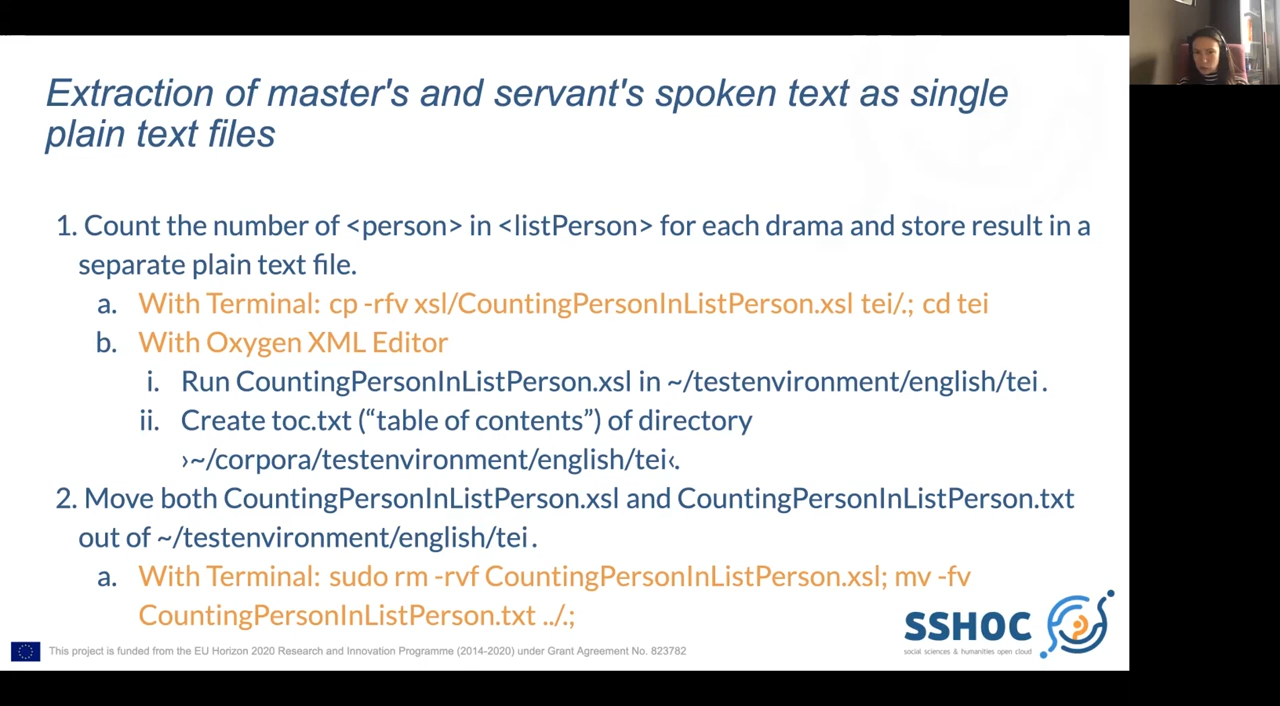 Extraction of master's and servant's spoken text as single
plain text files
1. Count the number of <person> in <listPerson> for each drama and store result in a
separate plain text file.
a. With Terminal: cp -rfv xsl/CountingPersonInListPerson.xsl tei/.; cd tei
b. With Oxygen XML Editor
i. Run CountingPersonInListPerson.xsl in ~/testenvironment/english/tei.
ii. Create toc.txt (“table of contents”) of directory
›~/corpora/testenvironment/english/tei‹.
2. Move both CountingPersonInListPerson.xsl and CountingPersonInListPerson.txt
out of ~/testenvironment/english/tei.
a. With Terminal: sudo rm -rvf CountingPersonInListPerson.xsl; mv -fv
CountingPersonInListPerson.txt ../.;
SSHOC
social sciences & humanities open cloud
This project is funded from the EU Horizon 2020 Research and Innovation Programme (2014-2020) under Grant Agreement No. 823782